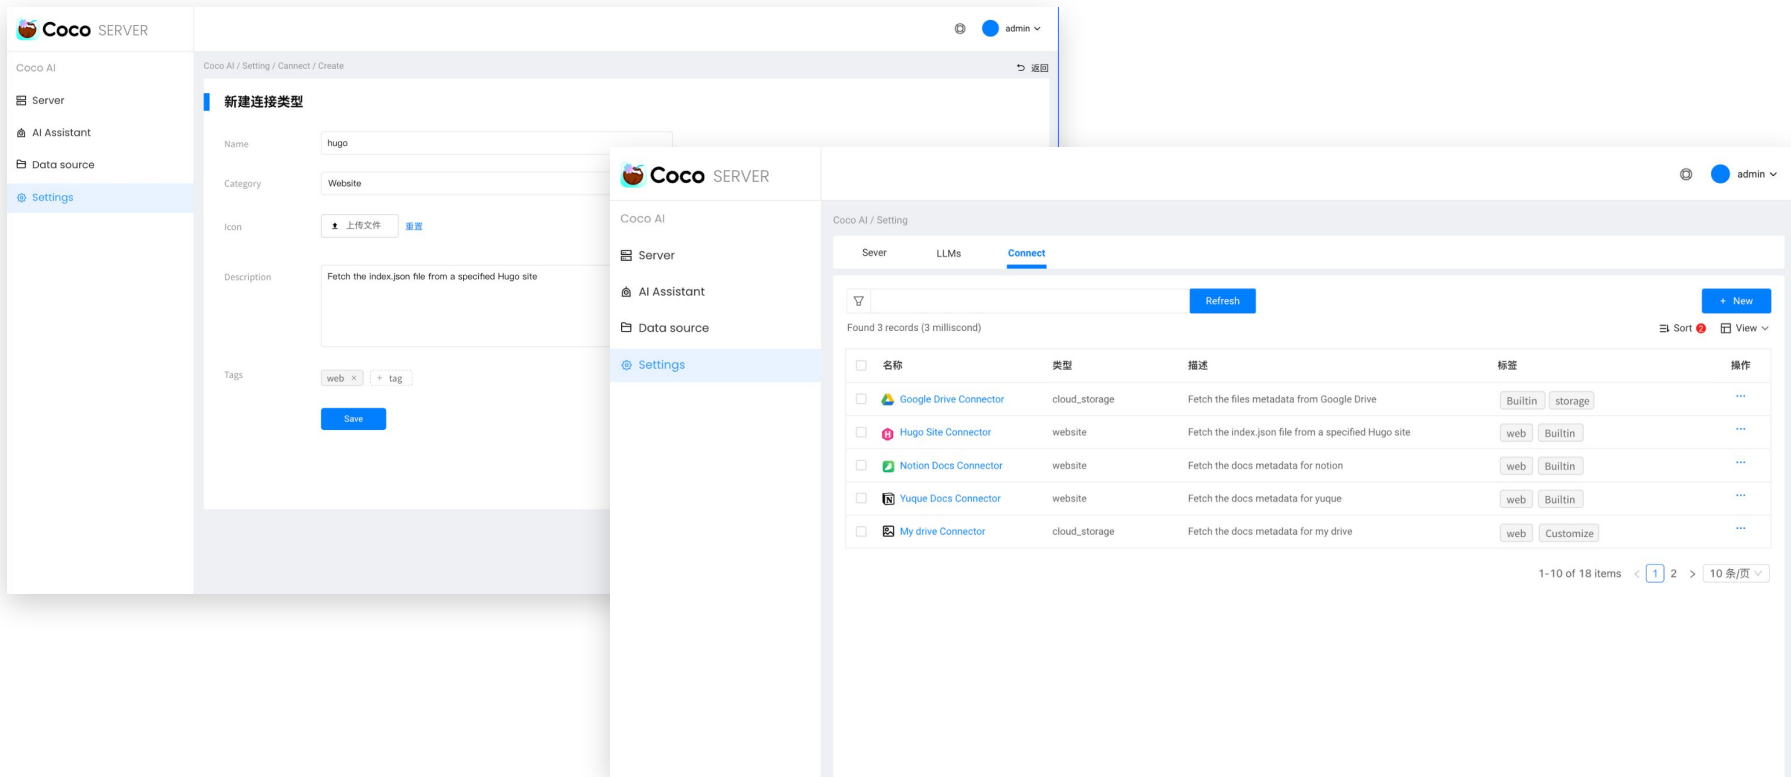 Coco SERVER
admin
Coco AI
Coco AI / Setting / Cannect / Create
返回
Server
AI Assistant
Data source
Settings
新建连接类型
Name
hugo
Category
Website
Icon
上传文件 重置
Description
Fetch the index.json file from a specified Hugo site
Tags
web × + tag
Save
Coco SERVER
admin
Coco AI
Server
AI Assistant
Data source
Settings
Coco AI / Setting
Sever LLMs Connect
Refresh
+ New
Found 3 records (3 milliscond)
Sort 2 View
名称 类型 描述 标签 操作
Google Drive Connector cloud_storage Fetch the files metadata from Google Drive Builtin storage ...
Hugo Site Connector website Fetch the index.json file from a specified Hugo site web Builtin ...
Notion Docs Connector website Fetch the docs metadata for notion web Builtin ...
Yuque Docs Connector website Fetch the docs metadata for yuque web Builtin ...
My drive Connector cloud_storage Fetch the docs metadata for my drive web Customize ...
1-10 of 18 items < 1 2 > 10 条/页